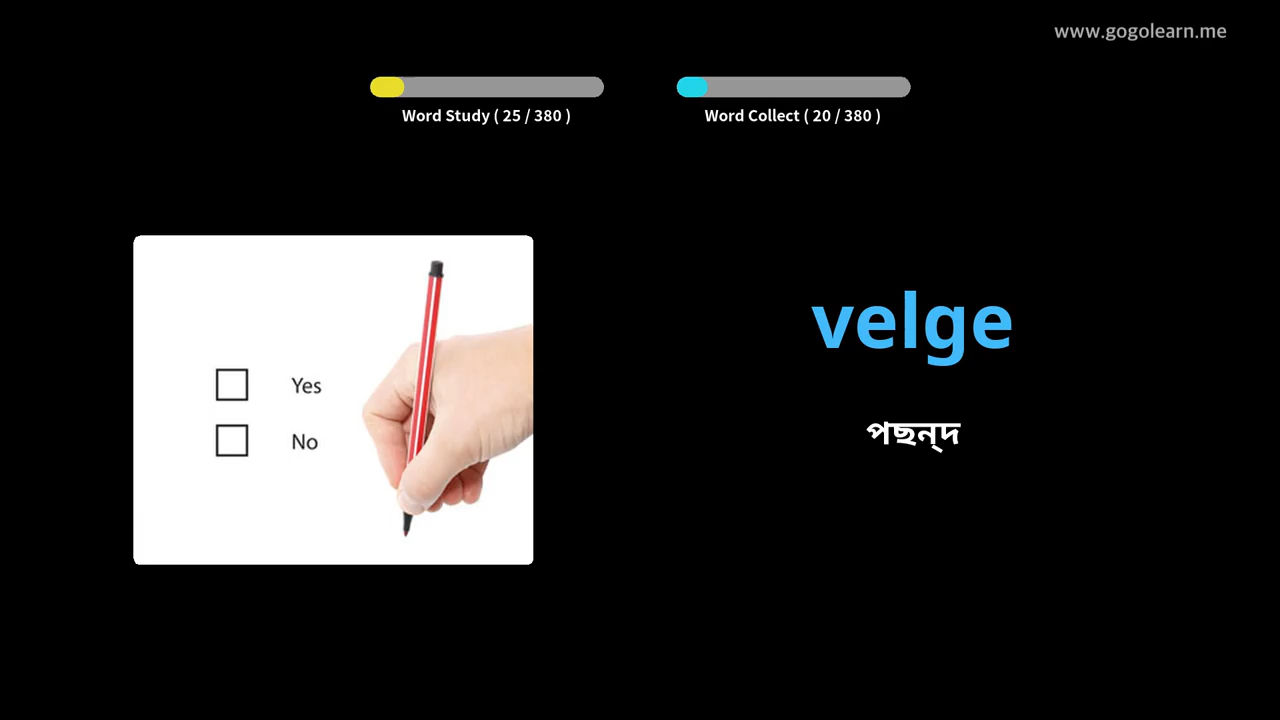 www.gogolearn.me
Word Study ( 25 / 380 )
Word Collect ( 20 / 380 )
Yes
No
velge
পছন্দ